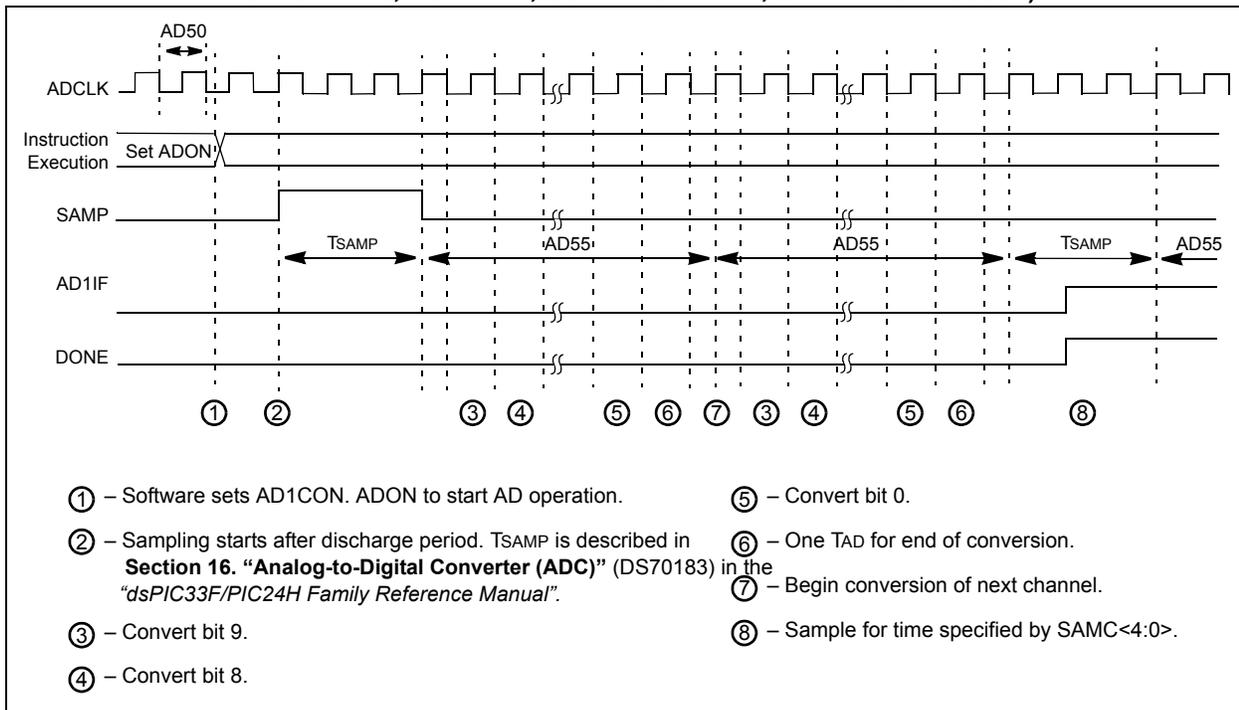 AD50
ADCLK
Instruction
Execution
Set ADON
SAMP
TSAMP
AD55
AD55
TSAMP
AD55
AD1IF
DONE
1 2 3 4 5 6 7 3 4 5 6 8
1 – Software sets AD1CON. ADON to start AD operation.
2 – Sampling starts after discharge period. TSAMP is described in
Section 16. “Analog-to-Digital Converter (ADC)” (DS70183) in the
“dsPIC33F/PIC24H Family Reference Manual”.
3 – Convert bit 9.
4 – Convert bit 8.
5 – Convert bit 0.
6 – One TAD for end of conversion.
7 – Begin conversion of next channel.
8 – Sample for time specified by SAMC<4:0>.